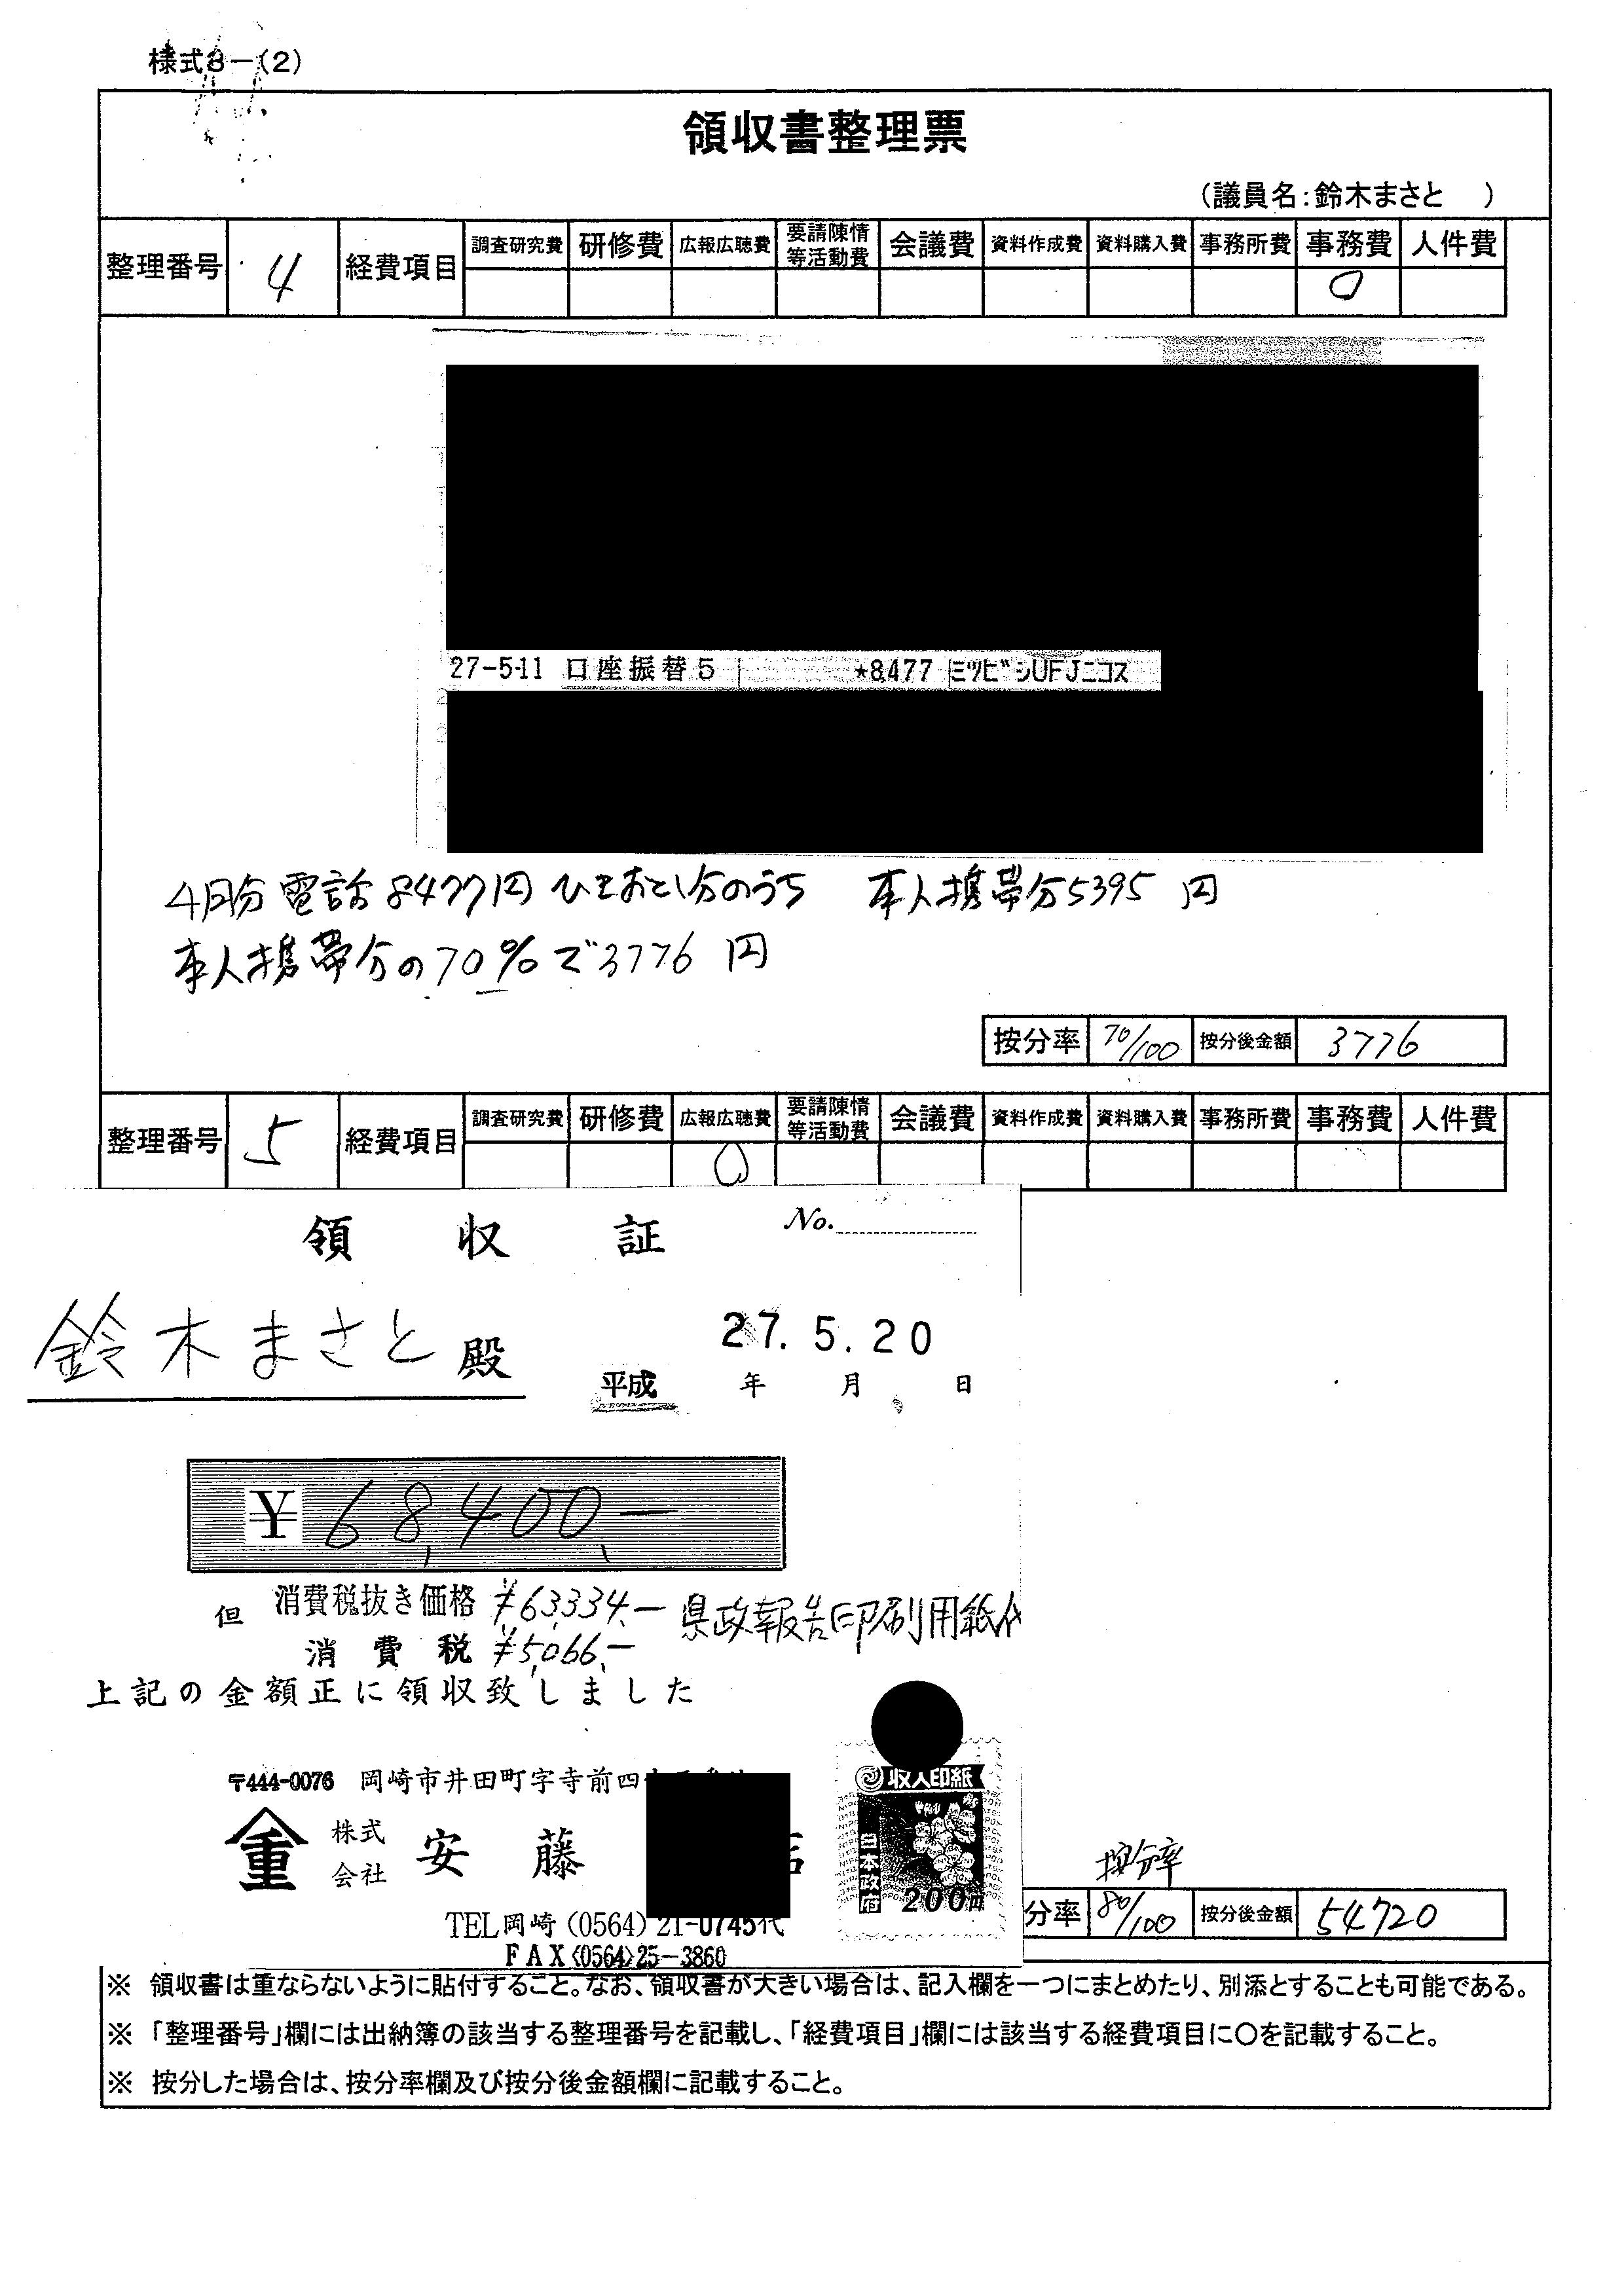 様式3－(2)
領収書整理票
(議員名:鈴木まさと )
整理番号 4 経費項目 調査研究費 研修費 広報広聴費 要請陳情等活動費 会議費 資料作成費 資料購入費 事務所費 事務費 人件費
○
27-5-11 口座振替5 *8,477 ミツビシUFJニコス
4月分電話8477円ひきおとし分のうち 本人携帯分5395円
本人携帯分の70%で3776円
按分率 70/100 按分後金額 3776
整理番号 5 経費項目 調査研究費 研修費 広報広聴費 要請陳情等活動費 会議費 資料作成費 資料購入費 事務所費 事務費 人件費
○
領収証 No.
鈴木まさと殿
27.5.20
平成 年 月 日
¥68,400.-
但 消費税抜き価格 ¥63,334.- 県政報告印刷用紙代
消費税 ¥5,066.-
上記の金額正に領収致しました
〒444-0076 岡崎市井田町字寺前四
重 株式会社 安藤
収入印紙
日本政府
200円
TEL岡崎(0564)21-0745代
FAX(0564)25-3860
按分率
分率 80/100 按分後金額 54720
※ 領収書は重ならないように貼付すること。なお、領収書が大きい場合は、記入欄を一つにまとめたり、別添とすることも可能である。
※ 「整理番号」欄には出納簿の該当する整理番号を記載し、「経費項目」欄には該当する経費項目に○を記載すること。
※ 按分した場合は、按分率欄及び按分後金額欄に記載すること。